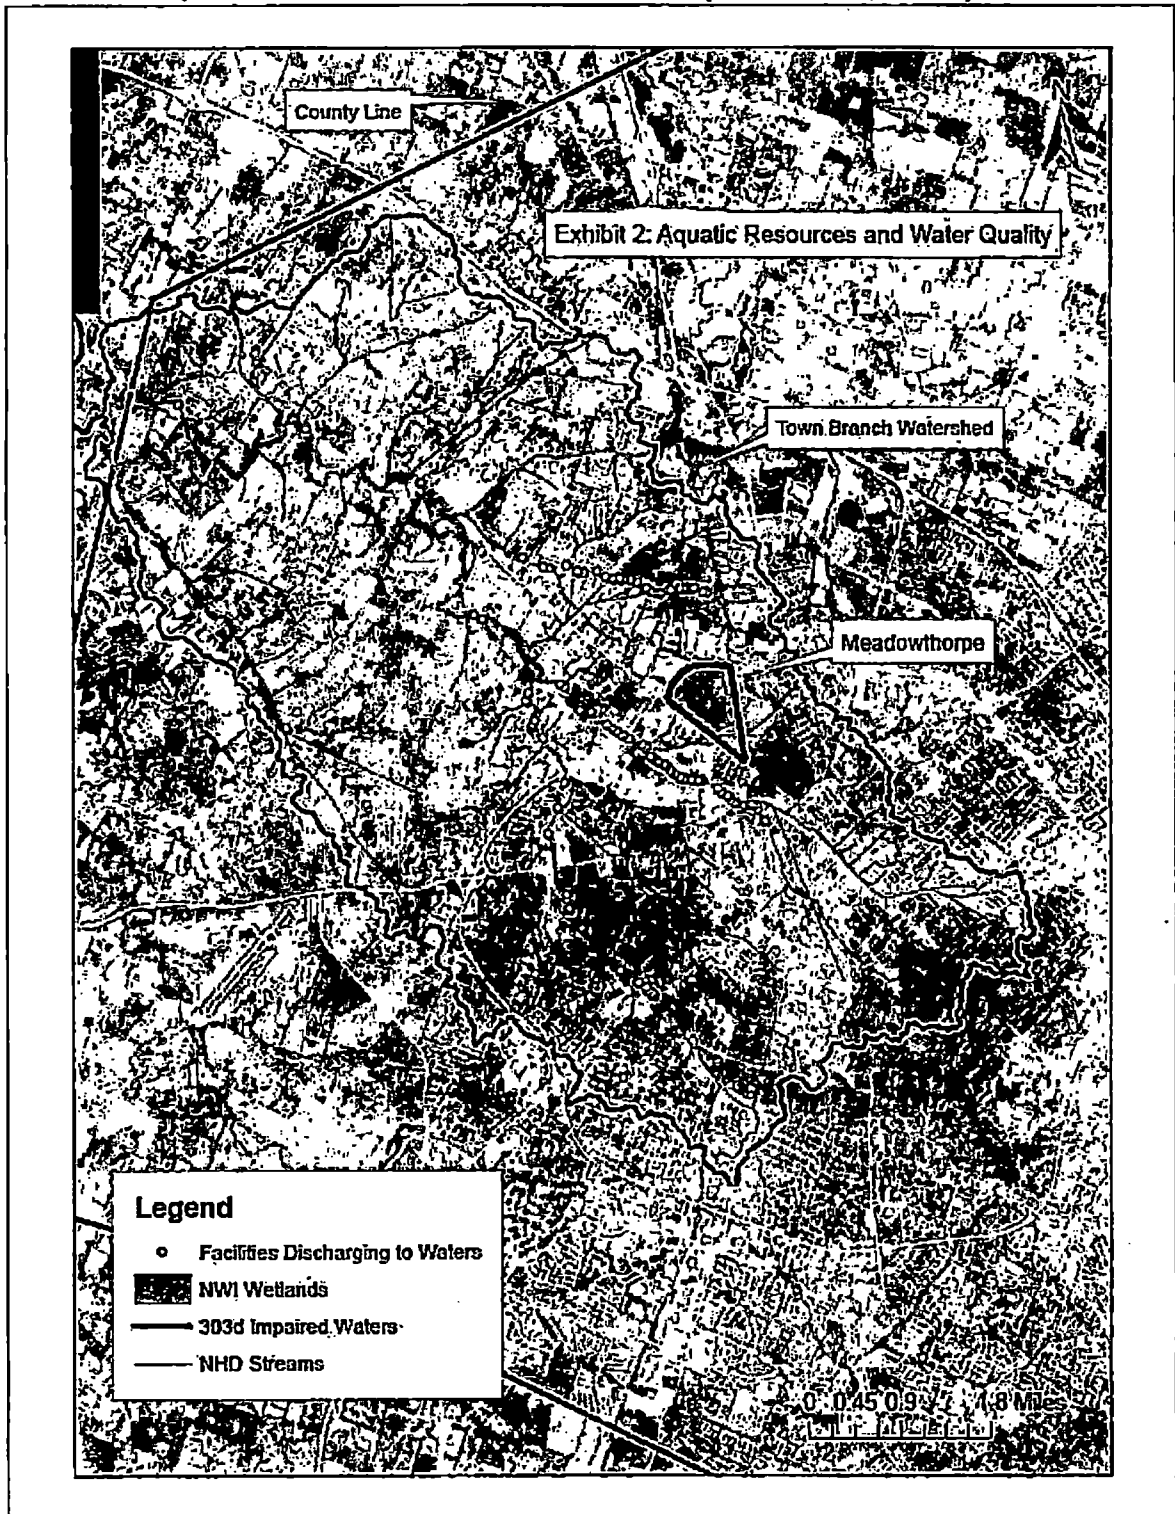 County Line
N
Exhibit 2: Aquatic Resources and Water Quality
Town Branch Watershed
Meadowthorpe
Legend
Facilities Discharging to Waters
NWI Wetlands
303d Impaired Waters
NHD Streams
0 0.45 0.9 1.8 Miles